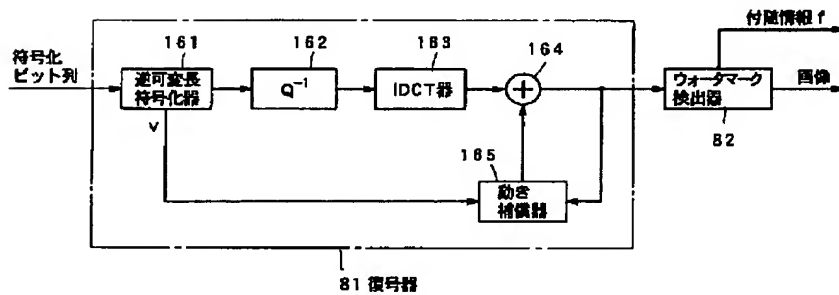 付随情報 f
符号化
ビット列
161
162
163
164
逆可変長
符号化器
Q⁻¹
IDCT器
ウォータマーク
検出器
画像
V
82
165
動き
補償器
81 復号器